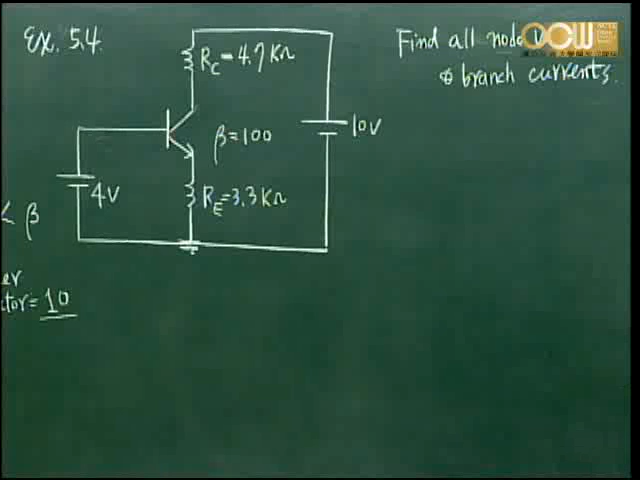 Ex. 5.4
R_C = 4.7 KΩ
Find all node
& branch currents.
β = 100
10V
4V
R_E = 3.3 KΩ
< β
er
ctor = 10
OCW